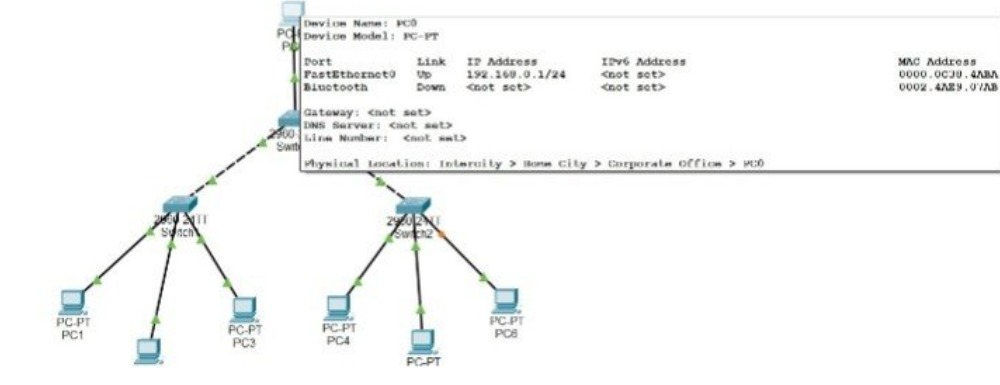 Device Name: PC0
Device Model: PC-PT
Port Link IP Address IPv6 Address MAC Address
FastEthernet0 Up 192.168.0.1/24 <not set> 0000.0C38.4ABA
Bluetooth Down <not set> <not set> 0002.4AE9.07AB
Gateway: <not set>
DNS Server: <not set>
Line Number: <not set>
Physical Location: Intercity > Home City > Corporate Office > PC0
2960-24TT
Switch
2960-24TT
Switch2
PC-PT
PC1
PC-PT
PC3
PC-PT
PC4
PC-PT
PC-PT
PC6